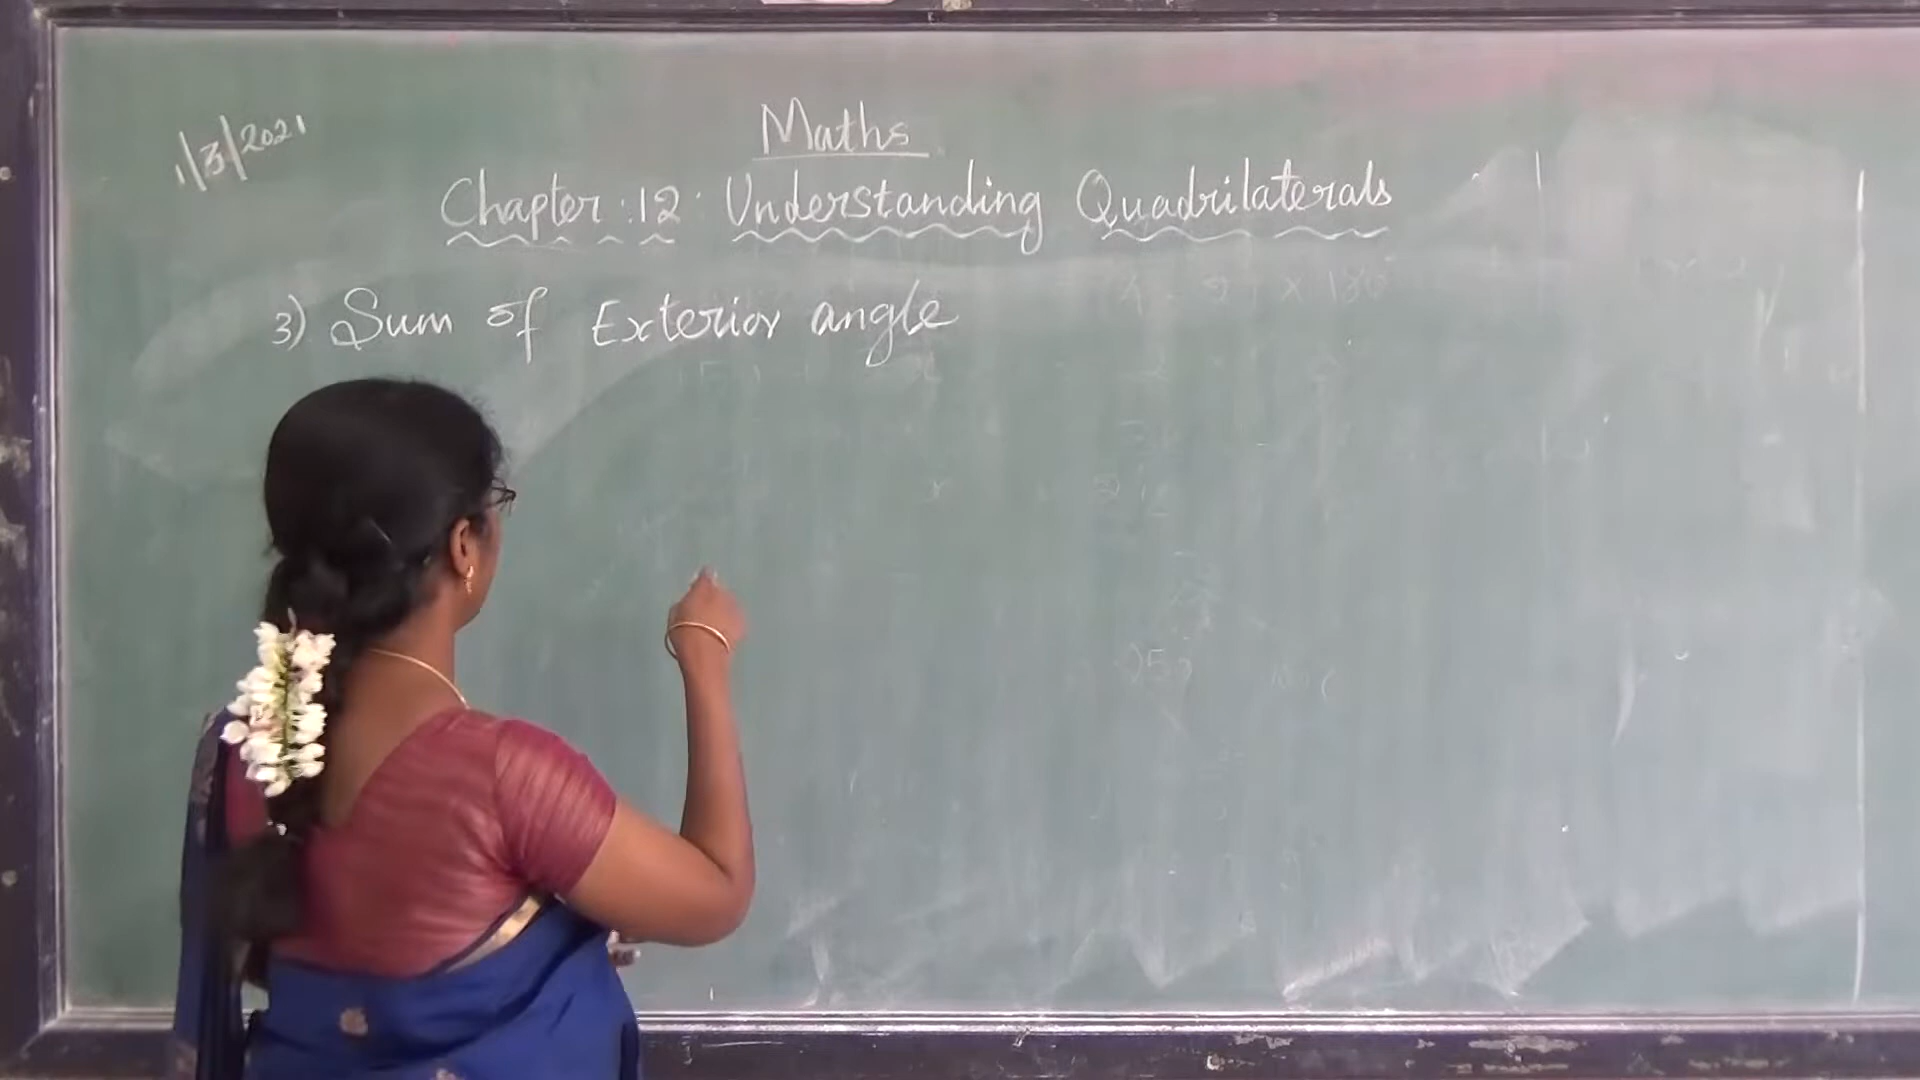 1/3/2021
Maths
Chapter : 12 : Understanding Quadrilaterals
3) Sum of Exterior angle